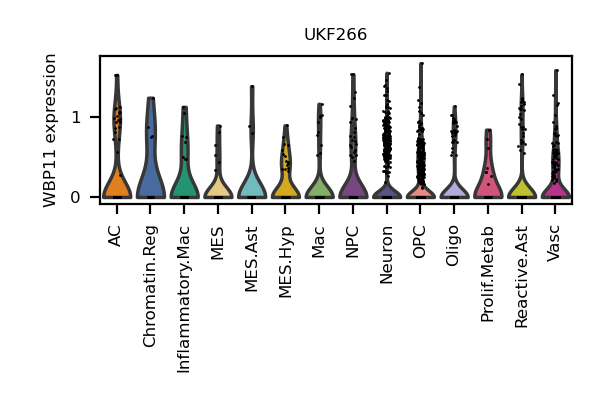 UKF266
WBP11 expression
1
0
AC
Chromatin.Reg
Inflammatory.Mac
MES
MES.Ast
MES.Hyp
Mac
NPC
Neuron
OPC
Oligo
Prolif.Metab
Reactive.Ast
Vasc